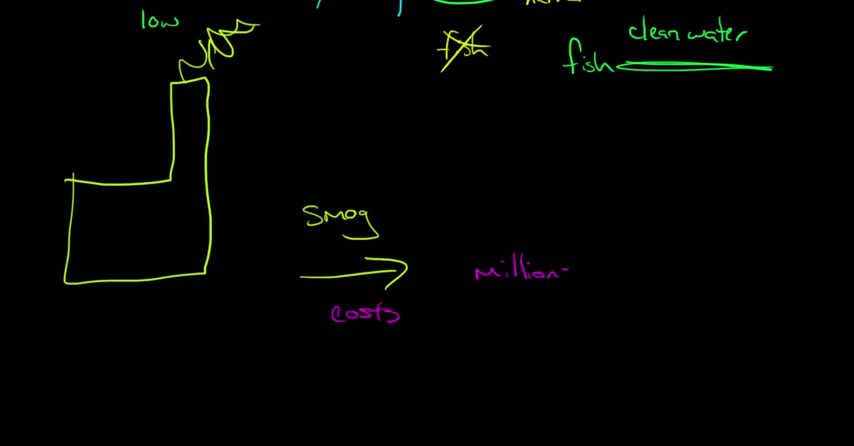 low
fish
clean water
fish
smog
million
costs